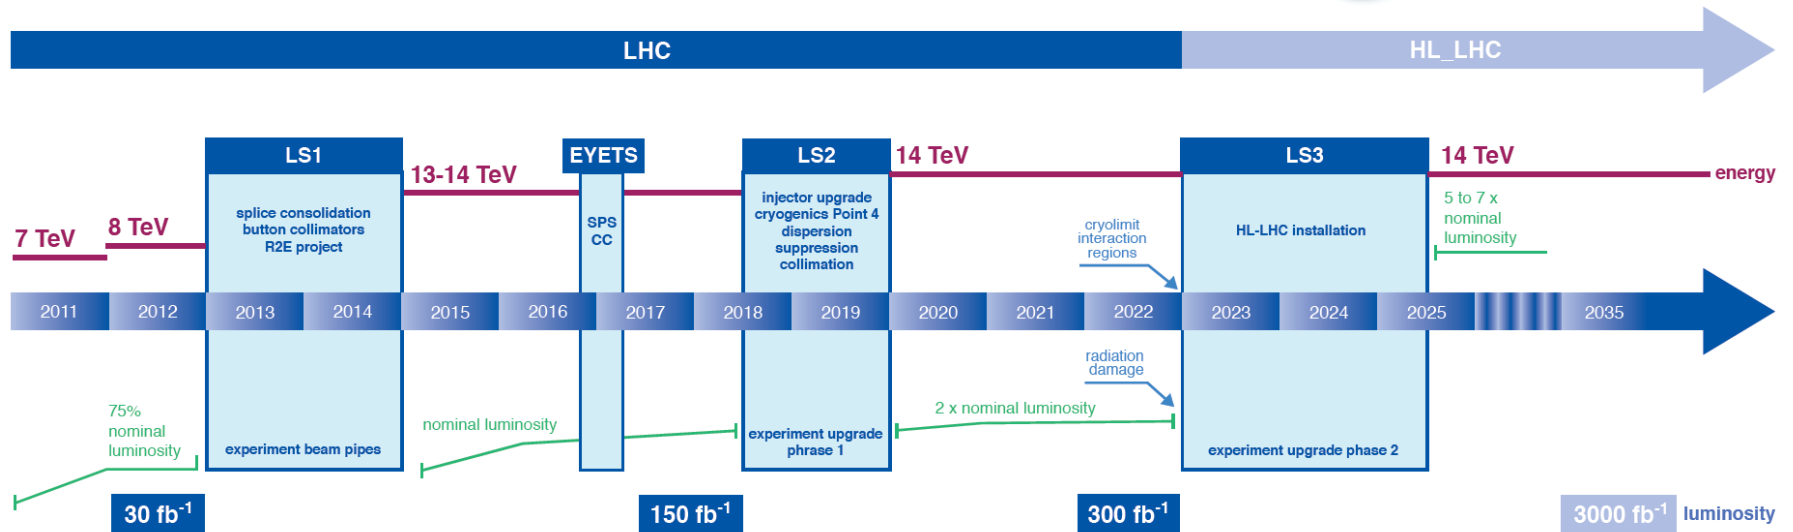 LHC
HL_LHC
LS1
EYETS
LS2
14 TeV
LS3
14 TeV
energy
13-14 TeV
7 TeV
8 TeV
splice consolidation
button collimators
R2E project
SPS
CC
injector upgrade
cryogenics Point 4
dispersion
suppression
collimation
cryolimit
interaction
regions
HL-LHC installation
5 to 7 x
nominal
luminosity
2011
2012
2013
2014
2015
2016
2017
2018
2019
2020
2021
2022
2023
2024
2025
2035
75%
nominal
luminosity
experiment beam pipes
nominal luminosity
experiment upgrade
phrase 1
2 x nominal luminosity
radiation
damage
experiment upgrade phase 2
30 fb-1
150 fb-1
300 fb-1
3000 fb-1
luminosity